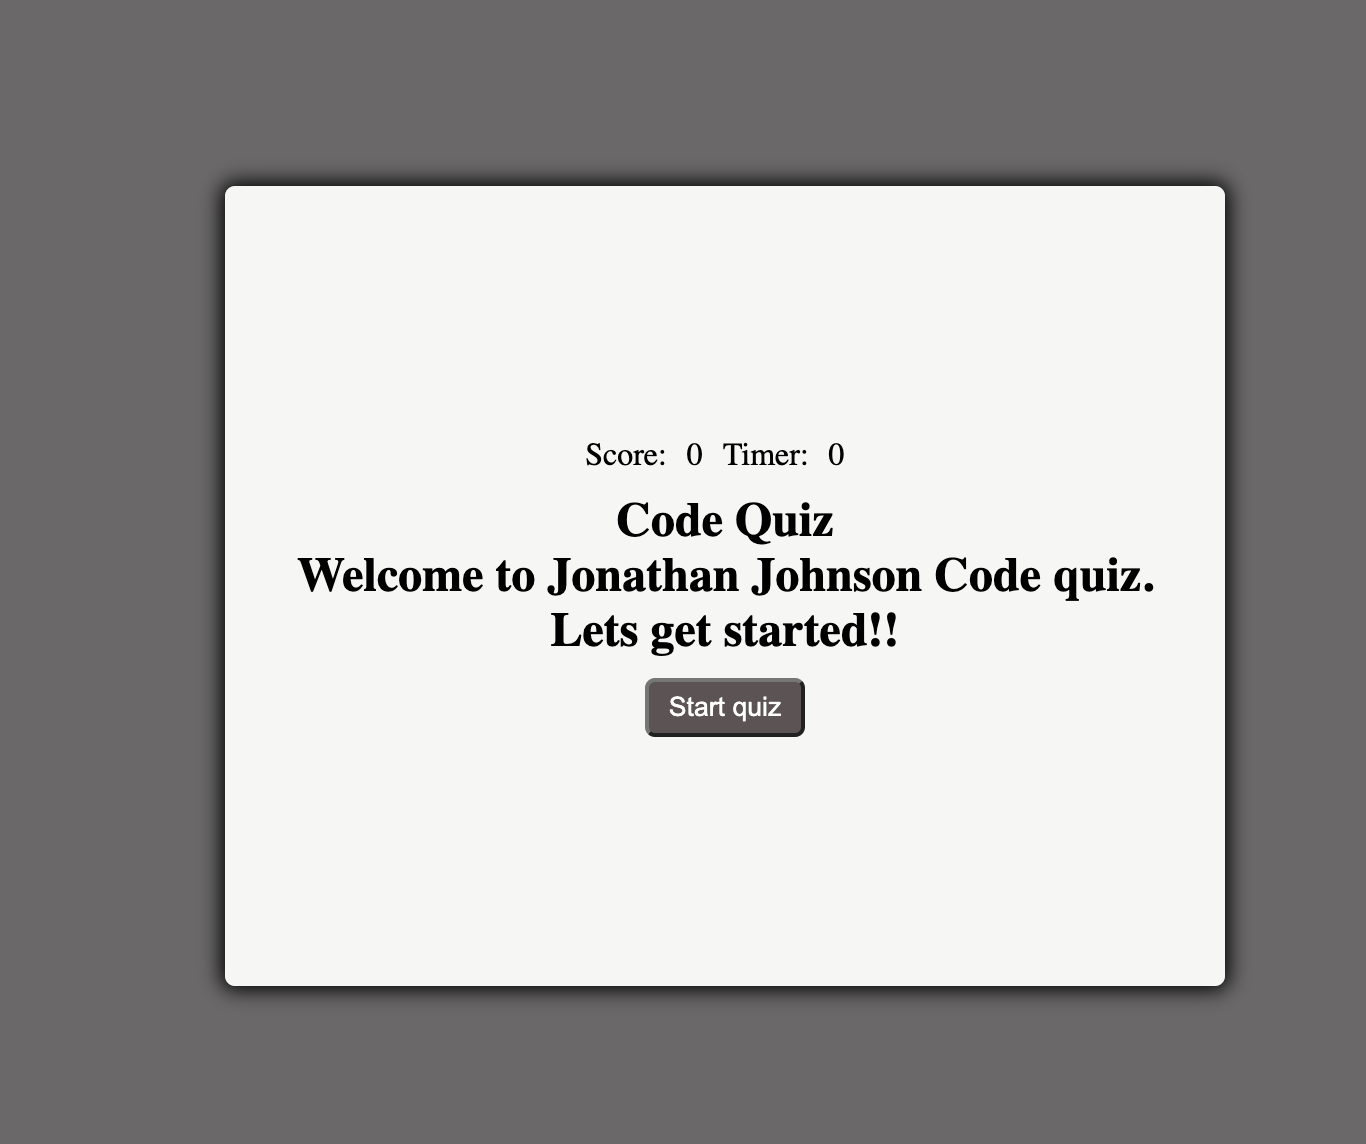 Score: 0 Timer: 0
Code Quiz
Welcome to Jonathan Johnson Code quiz.
Lets get started!!
Start quiz